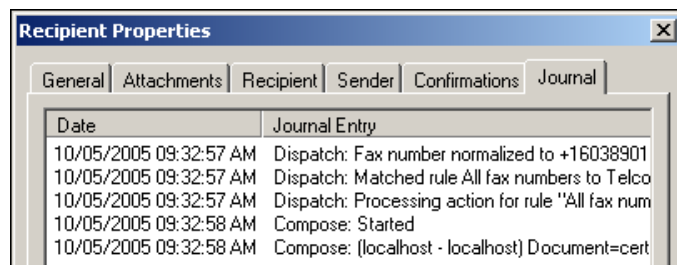 Recipient Properties
General Attachments Recipient Sender Confirmations Journal
Date Journal Entry
10/05/2005 09:32:57 AM Dispatch: Fax number normalized to +16038901
10/05/2005 09:32:57 AM Dispatch: Matched rule All fax numbers to Telco
10/05/2005 09:32:57 AM Dispatch: Processing action for rule "All fax num
10/05/2005 09:32:58 AM Compose: Started
10/05/2005 09:32:58 AM Compose: (localhost - localhost) Document=cert